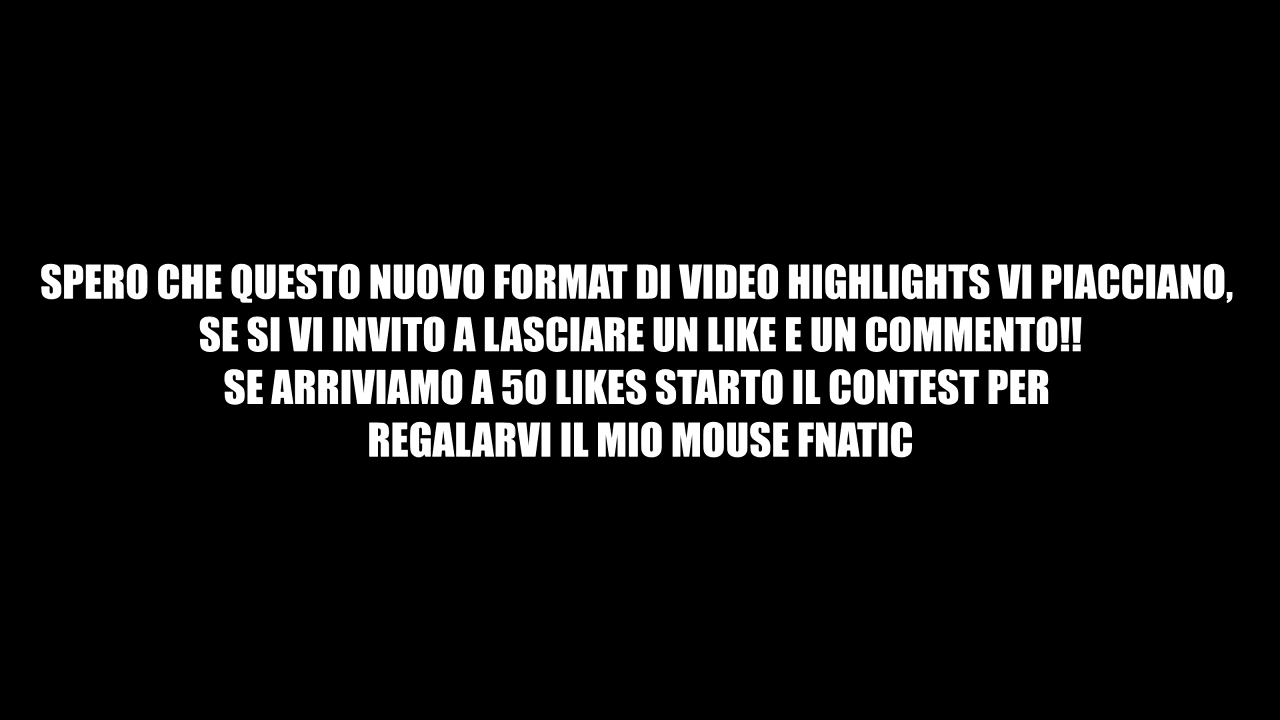 SPERO CHE QUESTO NUOVO FORMAT DI VIDEO HIGHLIGHTS VI PIACCIANO,
SE SI VI INVITO A LASCIARE UN LIKE E UN COMMENTO!!
SE ARRIVIAMO A 50 LIKES STARTO IL CONTEST PER
REGALARVI IL MIO MOUSE FNATIC